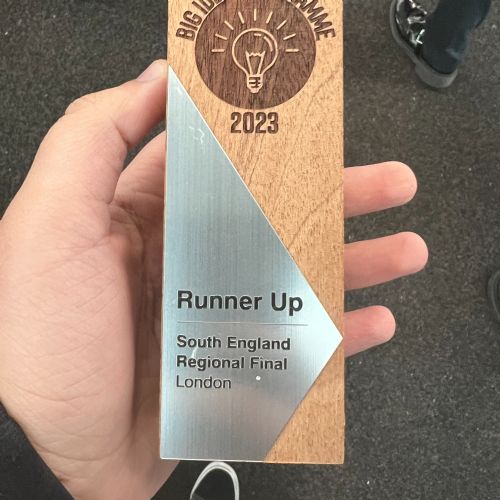 BIG
2023
Runner Up
South England
Regional Final
London